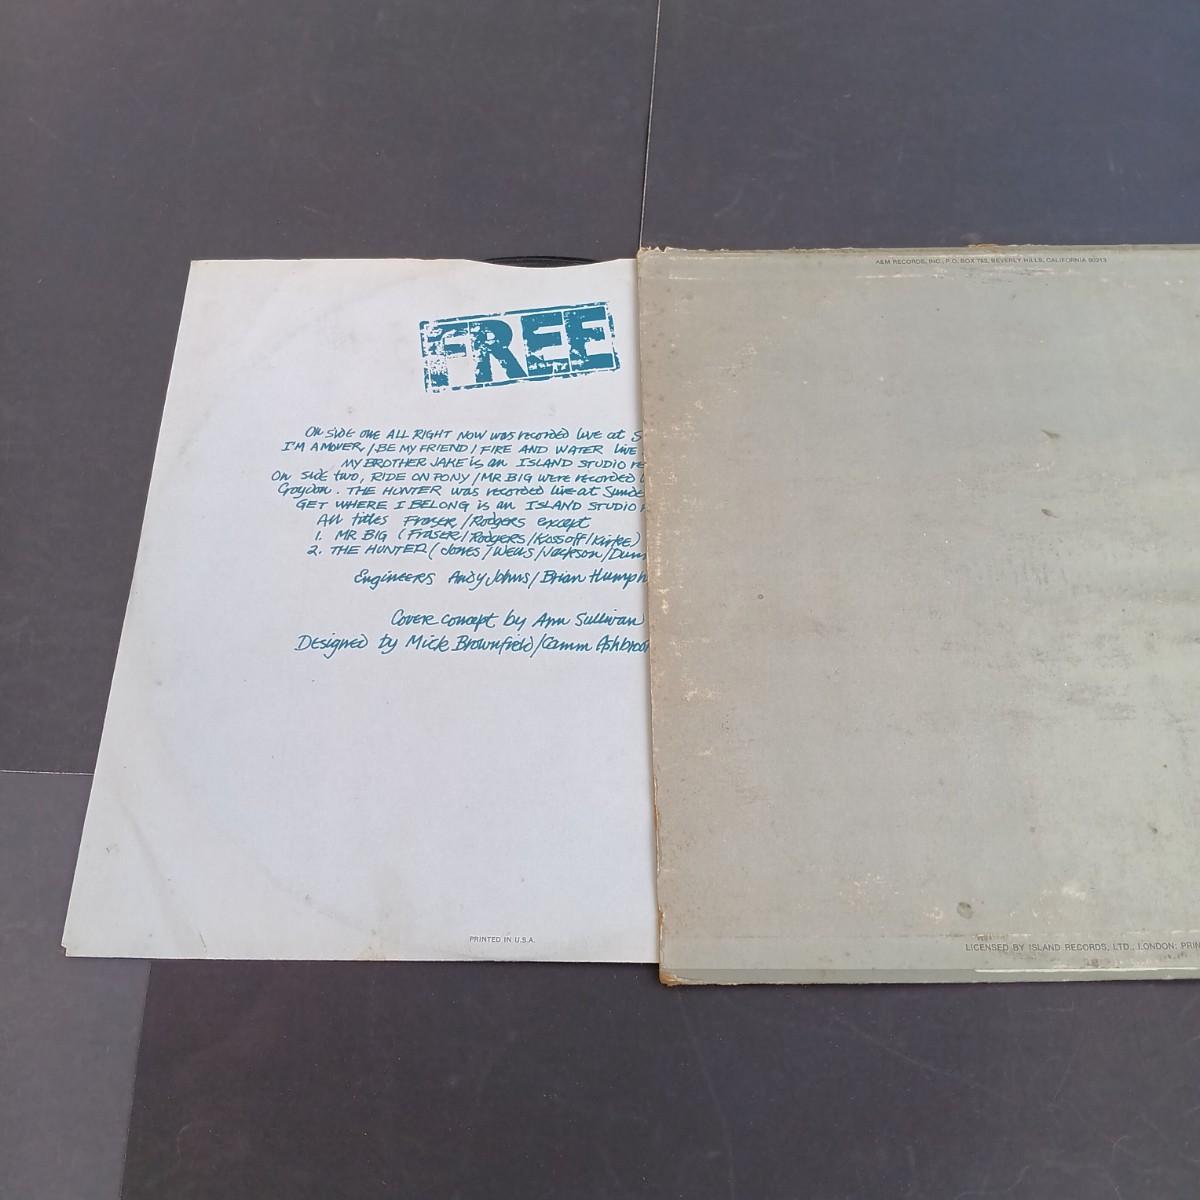 FREE
On side one ALL RIGHT NOW was recorded live at S
I'M A MOVER / BE MY FRIEND / FIRE AND WATER live
MY BROTHER JAKE is an ISLAND STUDIO re
On side two, RIDE ON PONY / MR BIG were recorded
Croydon. THE HUNTER was recorded live at Sunde
GET WHERE I BELONG is an ISLAND STUDIO
All titles Fraser / Rodgers except
1. MR BIG (Fraser / Rodgers / Kossoff / Kirke)
2. THE HUNTER (Jones / Wells / Jackson / Dunn
Engineers Andy Johns / Brian Humph
Cover concept by Ann Sullivan
Designed by Mick Brownfield / Camm Ashbroo
PRINTED IN U.S.A.
A&M RECORDS, INC., P.O. BOX 782, BEVERLY HILLS, CALIFORNIA 90213
LICENSED BY ISLAND RECORDS, LTD., LONDON: PRIN